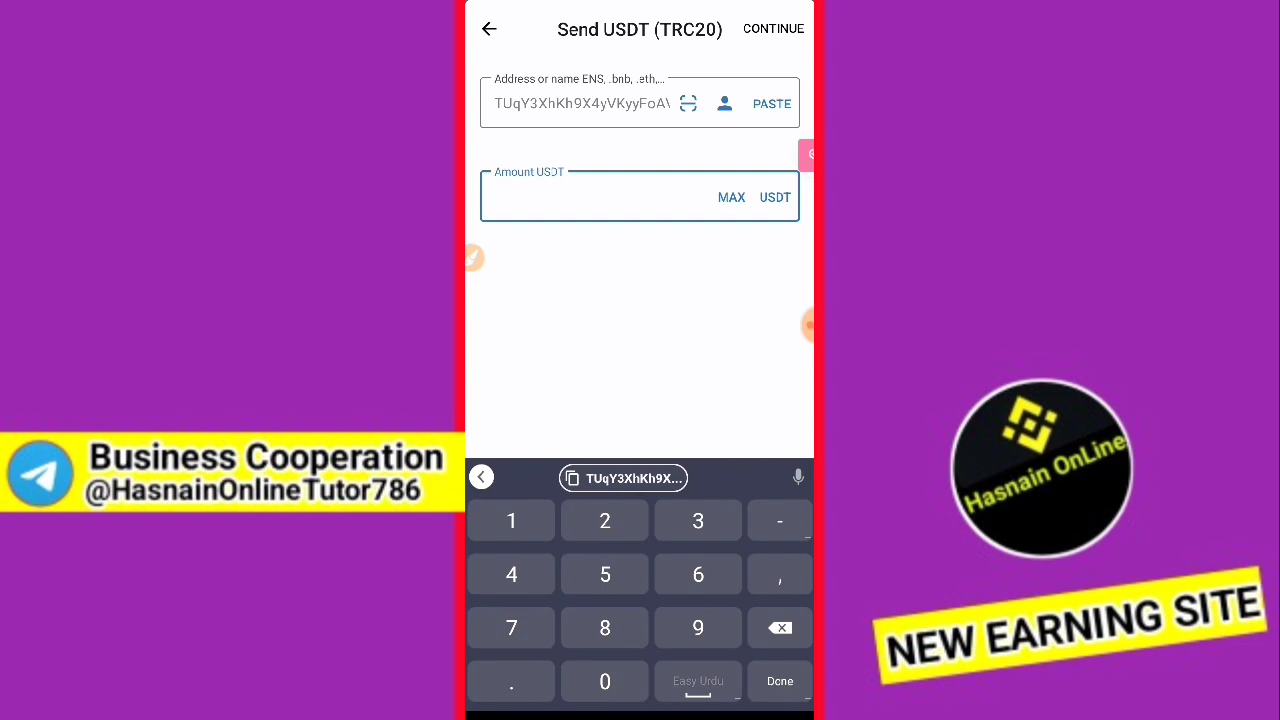 Send USDT (TRC20)
CONTINUE
Address or name ENS, .bnb, .eth,...
TUqY3XhKh9X4yVKyyFoA
PASTE
Amount USDT
MAX USDT
Business Cooperation
@HasnainOnlineTutor786
TUqY3XhKh9X...
1 2 3 -
4 5 6 ,
7 8 9
. 0 Easy Urdu Done
Hasnain OnLine
NEW EARNING SITE